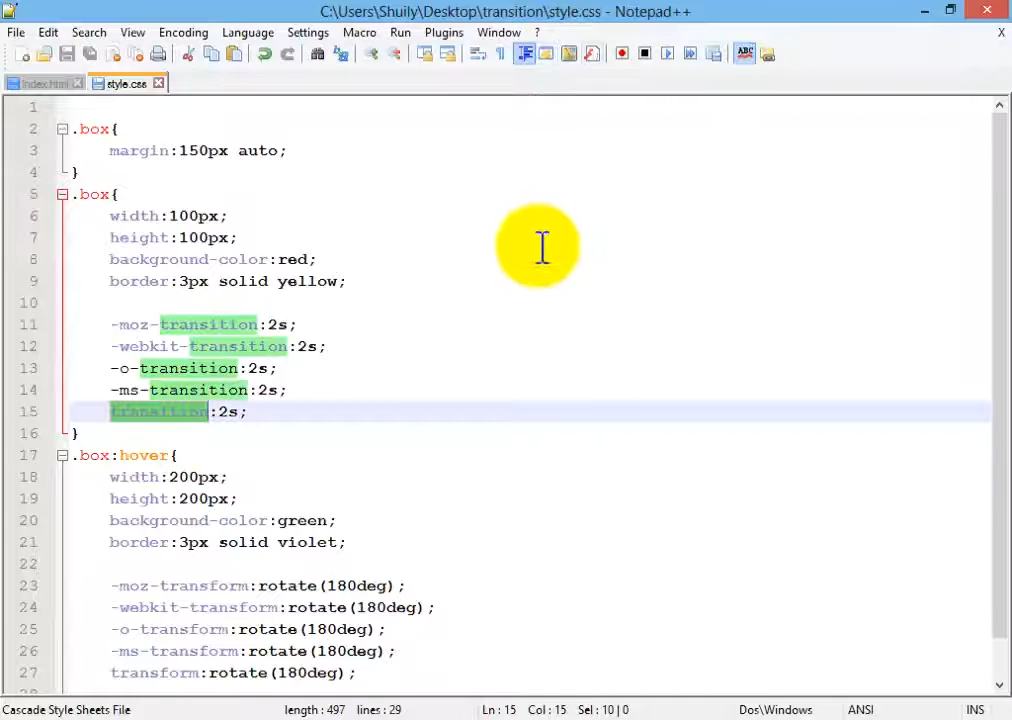 C:\Users\Shuily\Desktop\transition\style.css - Notepad++
File Edit Search View Encoding Language Settings Macro Run Plugins Window ? X
index.html style.css
1
2 .box{
3 margin:150px auto;
4 }
5 .box{
6 width:100px;
7 height:100px;
8 background-color:red;
9 border:3px solid yellow;
10
11 -moz-transition:2s;
12 -webkit-transition:2s;
13 -o-transition:2s;
14 -ms-transition:2s;
15 transition:2s;
16 }
17 .box:hover{
18 width:200px;
19 height:200px;
20 background-color:green;
21 border:3px solid violet;
22
23 -moz-transform:rotate(180deg);
24 -webkit-transform:rotate(180deg);
25 -o-transform:rotate(180deg);
26 -ms-transform:rotate(180deg);
27 transform:rotate(180deg);
Cascade Style Sheets File length : 497 lines : 29 Ln : 15 Col : 15 Sel : 10 | 0 Dos\Windows ANSI INS